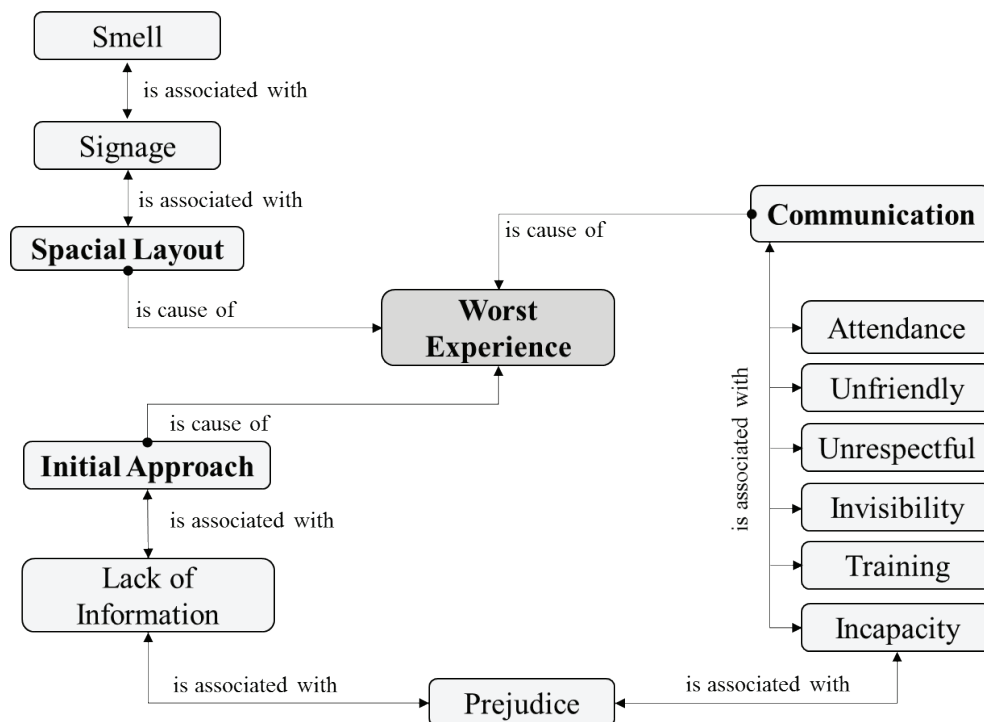 Smell
is associated with
Signage
is associated with
Spacial Layout
is cause of
Communication
is cause of
Worst
Experience
is associated with
Attendance
Unfriendly
Unrespectful
Invisibility
Training
Incapacity
is cause of
Initial Approach
is associated with
Lack of
Information
is associated with
Prejudice
is associated with